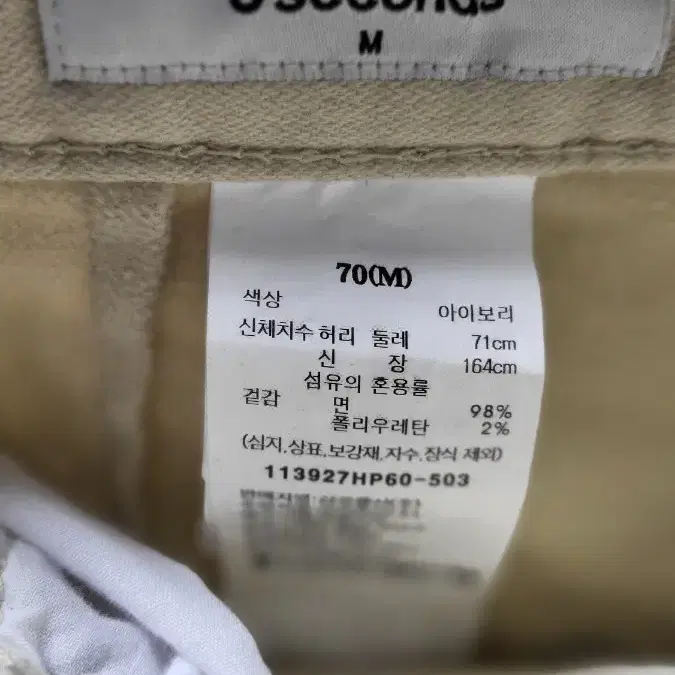 8 seconds
M
70(M)
색상 아이보리
신체치수 허리 둘레 71cm
신 장 164cm
섬유의 혼용률
겉감 면 98%
폴리우레탄 2%
(심지,상표,보강재,자수,장식 제외)
113927HP60-503